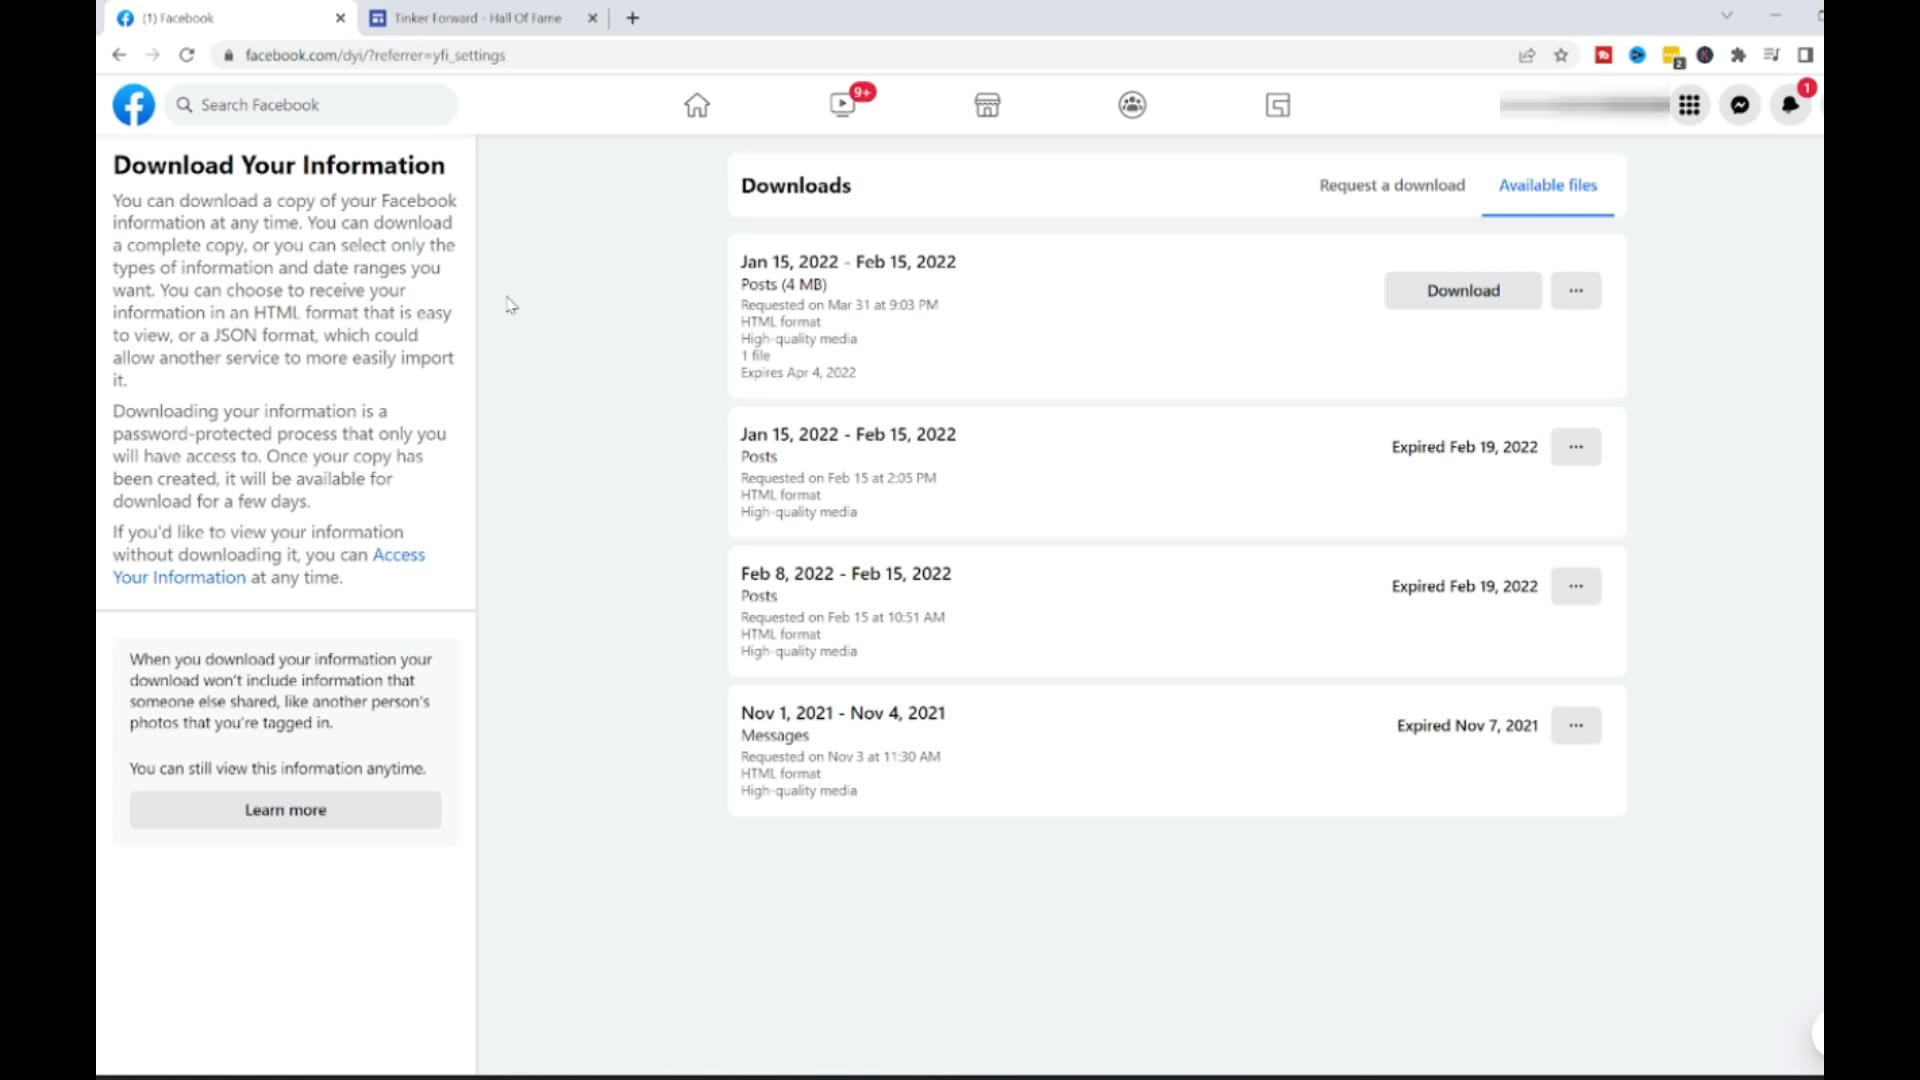 (1) Facebook
Tinker Forward - Hall Of Fame
facebook.com/dyi/?referrer=yfi_settings
2
Search Facebook
9+
1
Download Your Information
You can download a copy of your Facebook
information at any time. You can download
a complete copy, or you can select only the
types of information and date ranges you
want. You can choose to receive your
information in an HTML format that is easy
to view, or a JSON format, which could
allow another service to more easily import
it.
Downloading your information is a
password-protected process that only you
will have access to. Once your copy has
been created, it will be available for
download for a few days.
If you'd like to view your information
without downloading it, you can Access
Your Information at any time.
When you download your information your
download won't include information that
someone else shared, like another person's
photos that you're tagged in.
You can still view this information anytime.
Learn more
Downloads
Request a download
Available files
Jan 15, 2022 - Feb 15, 2022
Posts (4 MB)
Requested on Mar 31 at 9:03 PM
HTML format
High-quality media
1 file
Expires Apr 4, 2022
Download
Jan 15, 2022 - Feb 15, 2022
Posts
Requested on Feb 15 at 2:05 PM
HTML format
High-quality media
Expired Feb 19, 2022
Feb 8, 2022 - Feb 15, 2022
Posts
Requested on Feb 15 at 10:51 AM
HTML format
High-quality media
Expired Feb 19, 2022
Nov 1, 2021 - Nov 4, 2021
Messages
Requested on Nov 3 at 11:30 AM
HTML format
High-quality media
Expired Nov 7, 2021